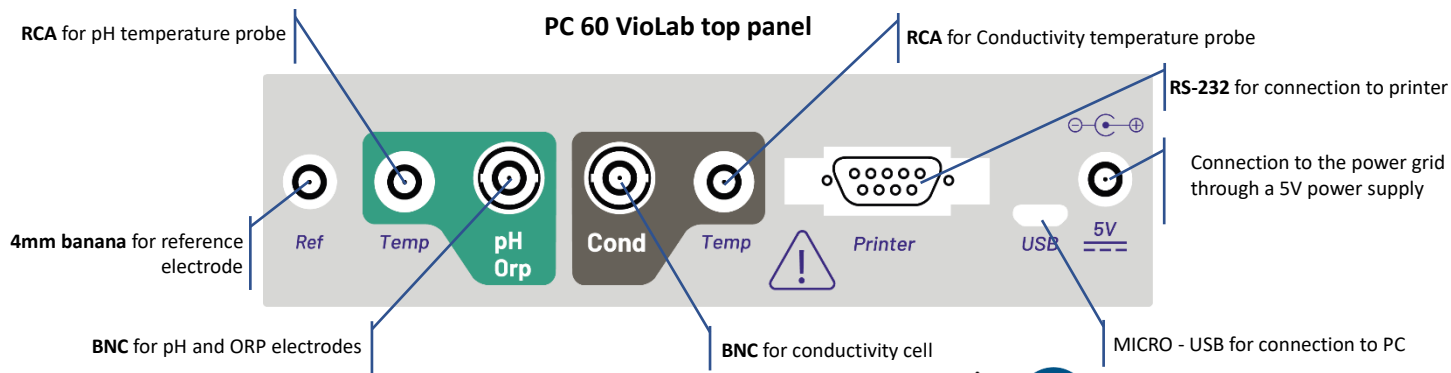 PC 60 VioLab top panel
RCA for pH temperature probe
RCA for Conductivity temperature probe
RS-232 for connection to printer
Connection to the power grid
through a 5V power supply
4mm banana for reference
electrode
Ref
Temp
pH
Orp
Cond
Temp
!
Printer
USB
5V
BNC for pH and ORP electrodes
BNC for conductivity cell
MICRO - USB for connection to PC